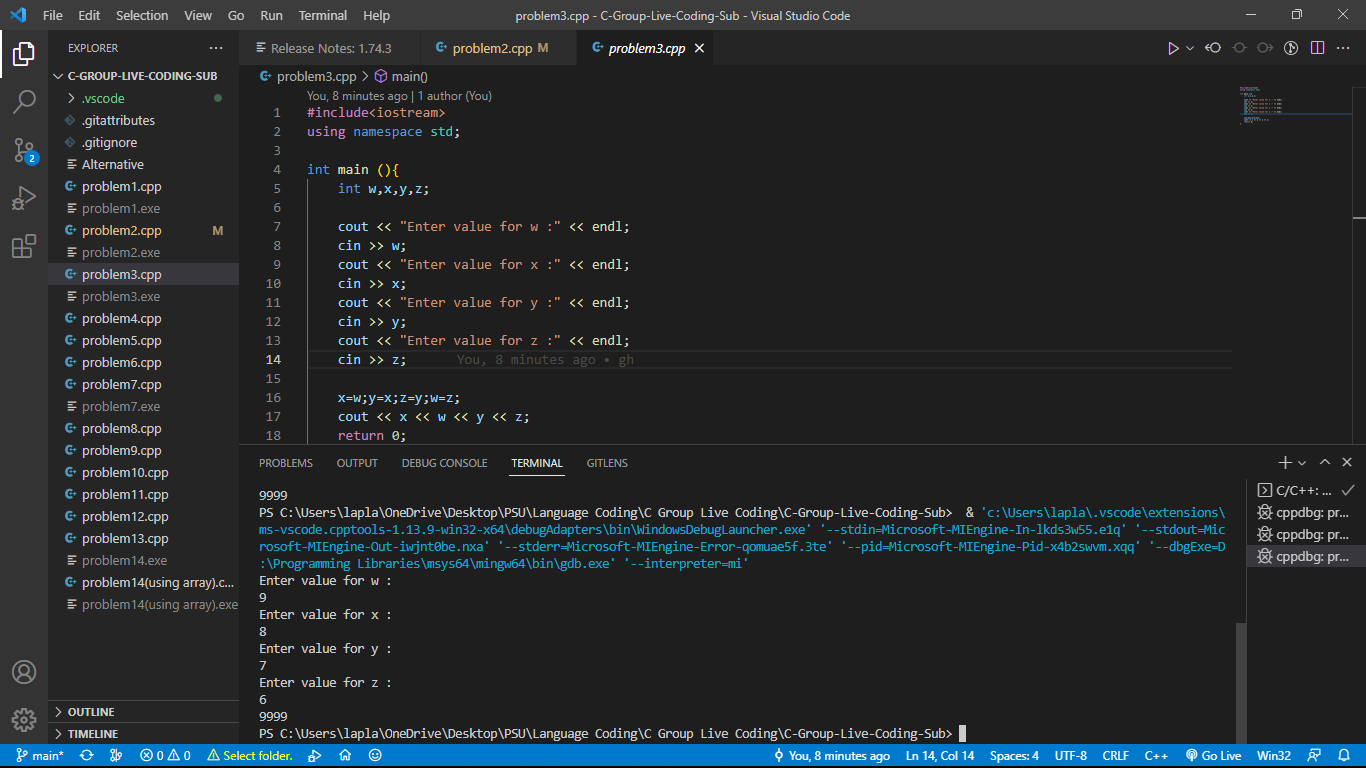 File Edit Selection View Go Run Terminal Help problem3.cpp - C-Group-Live-Coding-Sub - Visual Studio Code
EXPLORER
C-GROUP-LIVE-CODING-SUB
.vscode
.gitattributes
.gitignore
Alternative
problem1.cpp
problem1.exe
problem2.cpp M
problem2.exe
problem3.cpp
problem3.exe
problem4.cpp
problem5.cpp
problem6.cpp
problem7.cpp
problem7.exe
problem8.cpp
problem9.cpp
problem10.cpp
problem11.cpp
problem12.cpp
problem13.cpp
problem14.exe
problem14(using array).c...
problem14(using array).exe
OUTLINE
TIMELINE
2
Release Notes: 1.74.3 problem2.cpp M problem3.cpp
problem3.cpp > main()
You, 8 minutes ago | 1 author (You)
1 #include<iostream>
2 using namespace std;
3
4 int main (){
5 int w,x,y,z;
6
7 cout << "Enter value for w :" << endl;
8 cin >> w;
9 cout << "Enter value for x :" << endl;
10 cin >> x;
11 cout << "Enter value for y :" << endl;
12 cin >> y;
13 cout << "Enter value for z :" << endl;
14 cin >> z; You, 8 minutes ago • gh
15
16 x=w;y=x;z=y;w=z;
17 cout << x << w << y << z;
18 return 0;
PROBLEMS OUTPUT DEBUG CONSOLE TERMINAL GITLENS
9999
PS C:\Users\lapla\OneDrive\Desktop\PSU\Language Coding\C Group Live Coding\C-Group-Live-Coding-Sub> & 'c:\Users\lapla\.vscode\extensions\
ms-vscode.cpptools-1.13.9-win32-x64\debugAdapters\bin\WindowsDebugLauncher.exe' '--stdin=Microsoft-MIEngine-In-lkds3w55.e1q' '--stdout=Mic
rosoft-MIEngine-Out-iwjnt0be.nxa' '--stderr=Microsoft-MIEngine-Error-qomuae5f.3te' '--pid=Microsoft-MIEngine-Pid-x4b2swvm.xqq' '--dbgExe=D
:\Programming Libraries\msys64\mingw64\bin\gdb.exe' '--interpreter=mi'
Enter value for w :
9
Enter value for x :
8
Enter value for y :
7
Enter value for z :
6
9999
PS C:\Users\lapla\OneDrive\Desktop\PSU\Language Coding\C Group Live Coding\C-Group-Live-Coding-Sub>
C/C++: ...
cppdbg: pr...
cppdbg: pr...
cppdbg: pr...
main* 0 0 Select folder. You, 8 minutes ago Ln 14, Col 14 Spaces: 4 UTF-8 CRLF C++ Go Live Win32